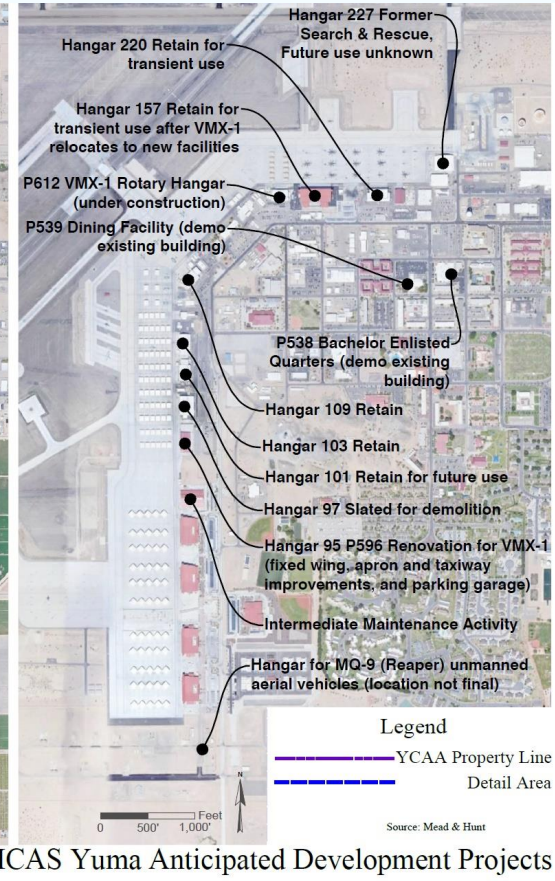 Hangar 227 Former
Search & Rescue,
Future use unknown
Hangar 220 Retain for
transient use
Hangar 157 Retain for
transient use after VMX-1
relocates to new facilities
P612 VMX-1 Rotary Hangar
(under construction)
P539 Dining Facility (demo
existing building)
P538 Bachelor Enlisted
Quarters (demo existing
building)
Hangar 109 Retain
Hangar 103 Retain
Hangar 101 Retain for future use
Hangar 97 Slated for demolition
Hangar 95 P596 Renovation for VMX-1
(fixed wing, apron and taxiway
improvements, and parking garage)
Intermediate Maintenance Activity
Hangar for MQ-9 (Reaper) unmanned
aerial vehicles (location not final)
Legend
YCAA Property Line
Detail Area
Source: Mead & Hunt
N
Feet
0 500' 1,000'
ICAS Yuma Anticipated Development Projects